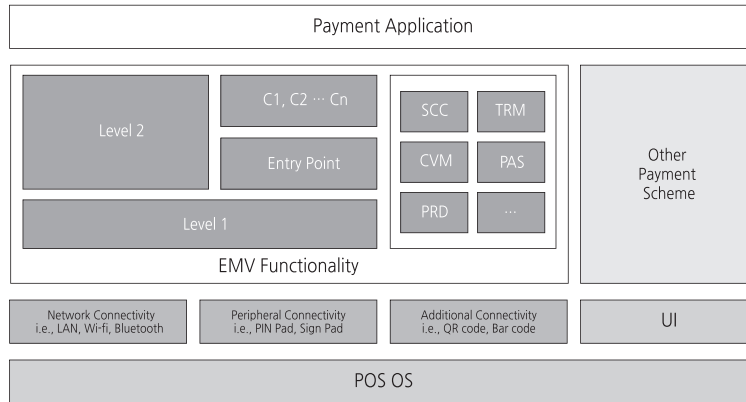 Payment Application
Level 2
C1, C2 ··· Cn
Entry Point
Level 1
SCC
TRM
CVM
PAS
PRD
···
EMV Functionality
Other
Payment
Scheme
Network Connectivity
i.e., LAN, Wi-fi, Bluetooth
Peripheral Connectivity
i.e., PIN Pad, Sign Pad
Additional Connectivity
i.e., QR code, Bar code
UI
POS OS